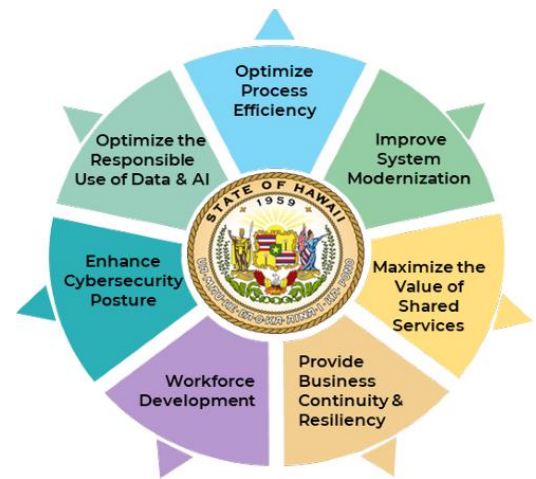 Optimize
Process
Efficiency
Improve
System
Modernization
Maximize the
Value of
Shared
Services
Provide
Business
Continuity &
Resiliency
Workforce
Development
Enhance
Cybersecurity
Posture
Optimize the
Responsible
Use of Data & AI
STATE OF HAWAII
1959